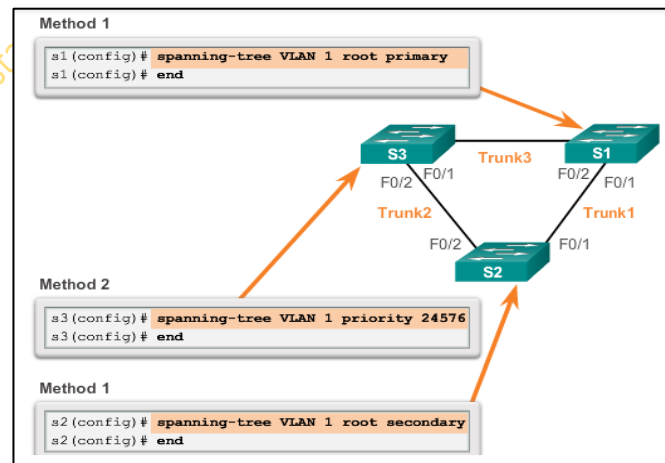 Method 1
s1(config)# spanning-tree VLAN 1 root primary
s1(config)# end
S3
Trunk3
S1
F0/2
F0/1
F0/2
F0/1
Trunk2
Trunk1
F0/2
F0/1
S2
Method 2
s3(config)# spanning-tree VLAN 1 priority 24576
s3(config)# end
Method 1
s2(config)# spanning-tree VLAN 1 root secondary
s2(config)# end